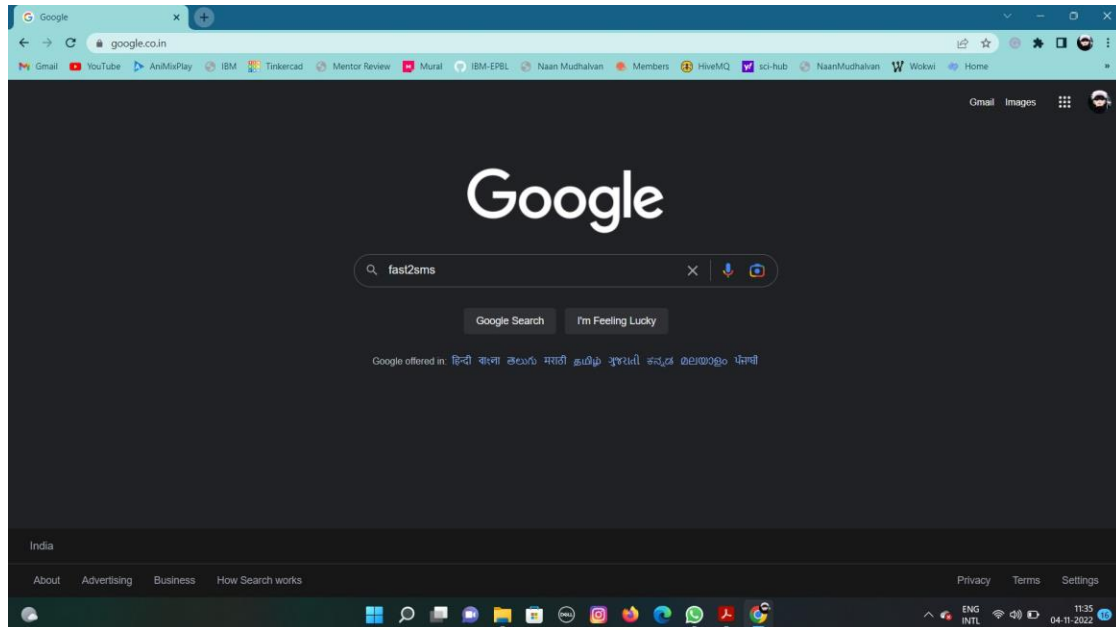 Google
google.co.in
Gmail YouTube AniMixPlay IBM Tinkercad Mentor Review Mural IBM-EPBL Naan Mudhalvan Members HiveMQ sci-hub NaanMudhalvan Wokwi Home »
Gmail Images
Google
fast2sms
Google Search I'm Feeling Lucky
Google offered in: हिन्दी বাংলা తెలుగు मराठी தமிழ் ગુજરાતી ಕನ್ನಡ മലയാളം ਪੰਜਾਬੀ
India
About Advertising Business How Search works Privacy Terms Settings
DELL
ENG 11:35
INTL 04-11-2022